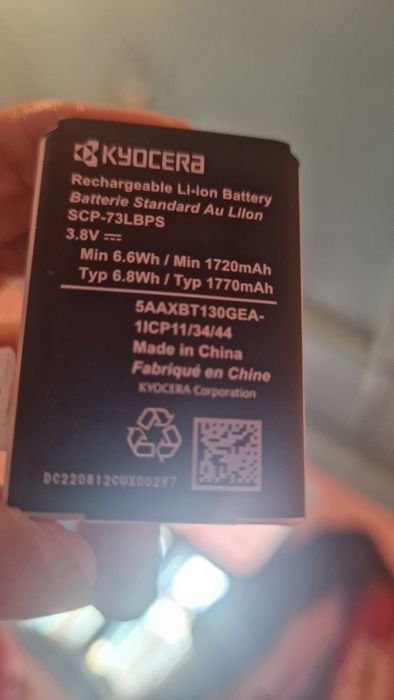 KYOCERA
Rechargeable Li-ion Battery
Batterie Standard Au LiIon
SCP-73LBPS
3.8V ⎓
Min 6.6Wh / Min 1720mAh
Typ 6.8Wh / Typ 1770mAh
5AAXBT130GEA-
1ICP11/34/44
Made in China
Fabriqué en Chine
KYOCERA Corporation
DC220812CUX00297